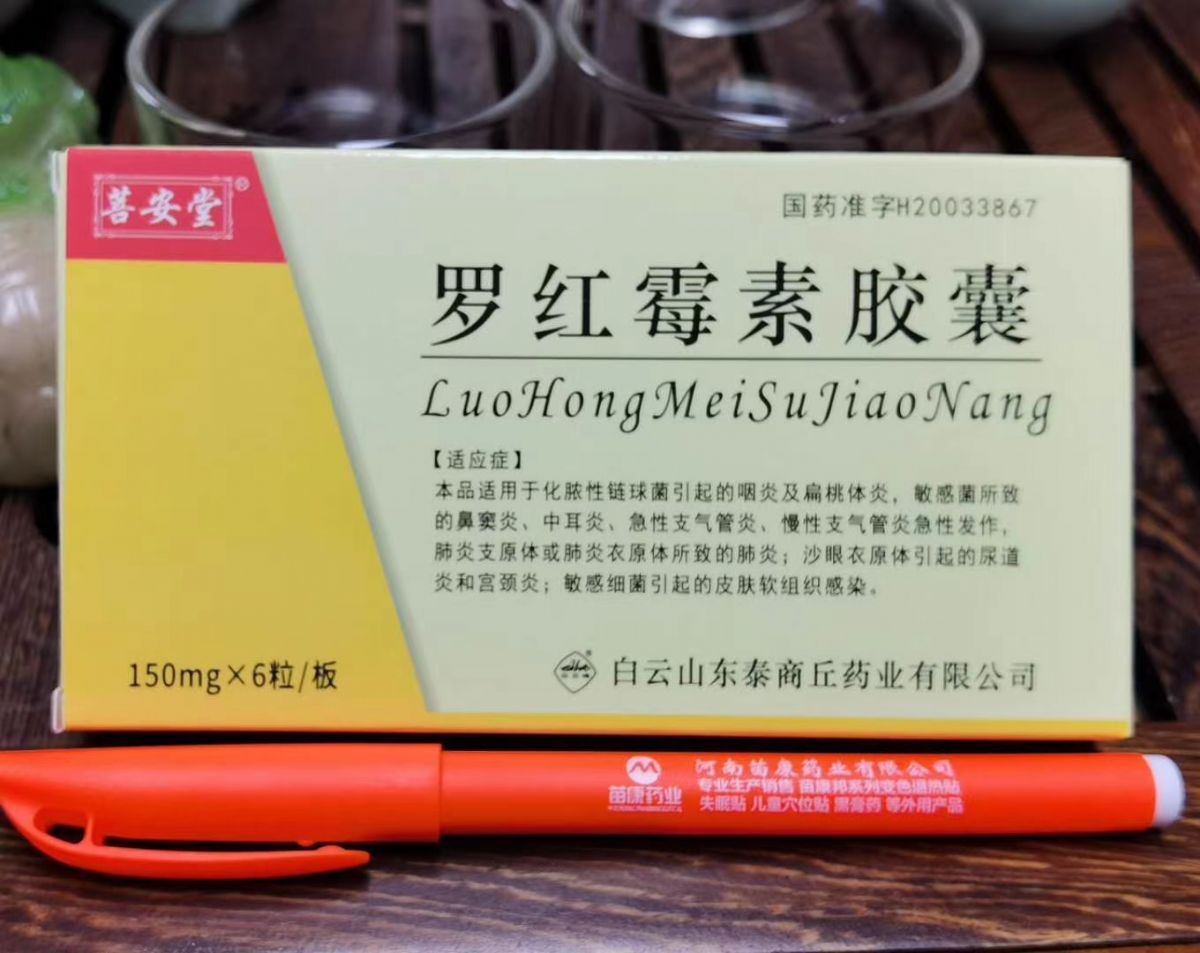 菩安堂®
国药准字H20033867
罗红霉素胶囊
LuoHongMeiSuJiaoNang
【适应症】
本品适用于化脓性链球菌引起的咽炎及扁桃体炎，敏感菌所致
的鼻窦炎、中耳炎、急性支气管炎、慢性支气管炎急性发作，
肺炎支原体或肺炎衣原体所致的肺炎；沙眼衣原体引起的尿道
炎和宫颈炎；敏感细菌引起的皮肤软组织感染。
150mg×6粒/板
白云山东泰商丘药业有限公司
苗康药业
河南苗康药业有限公司
专业生产销售 苗康邦系列变色温热贴
失眠贴 儿童穴位贴 黑膏药 等外用产品